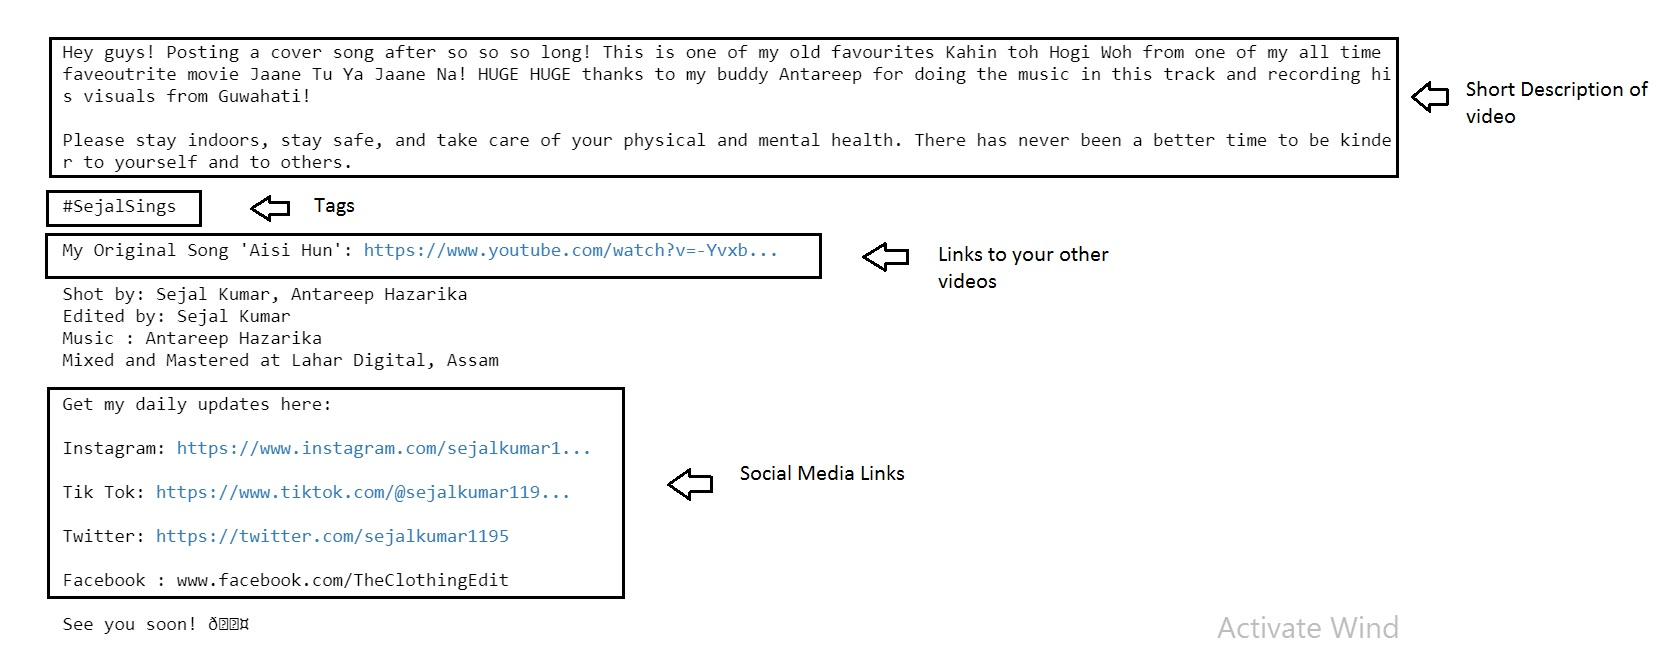 Hey guys! Posting a cover song after so so so long! This is one of my old favourites Kahin toh Hogi Woh from one of my all time
faveoutrite movie Jaane Tu Ya Jaane Na! HUGE HUGE thanks to my buddy Antareep for doing the music in this track and recording hi
s visuals from Guwahati!
Short Description of
video
Please stay indoors, stay safe, and take care of your physical and mental health. There has never been a better time to be kinde
r to yourself and to others.
#SejalSings
Tags
My Original Song 'Aisi Hun': https://www.youtube.com/watch?v=-Yvxb...
Links to your other
videos
Shot by: Sejal Kumar, Antareep Hazarika
Edited by: Sejal Kumar
Music : Antareep Hazarika
Mixed and Mastered at Lahar Digital, Assam
Get my daily updates here:
Instagram: https://www.instagram.com/sejalkumar1...
Social Media Links
Tik Tok: https://www.tiktok.com/@sejalkumar119...
Twitter: https://twitter.com/sejalkumar1195
Facebook : www.facebook.com/TheClothingEdit
See you soon!
Activate Wind